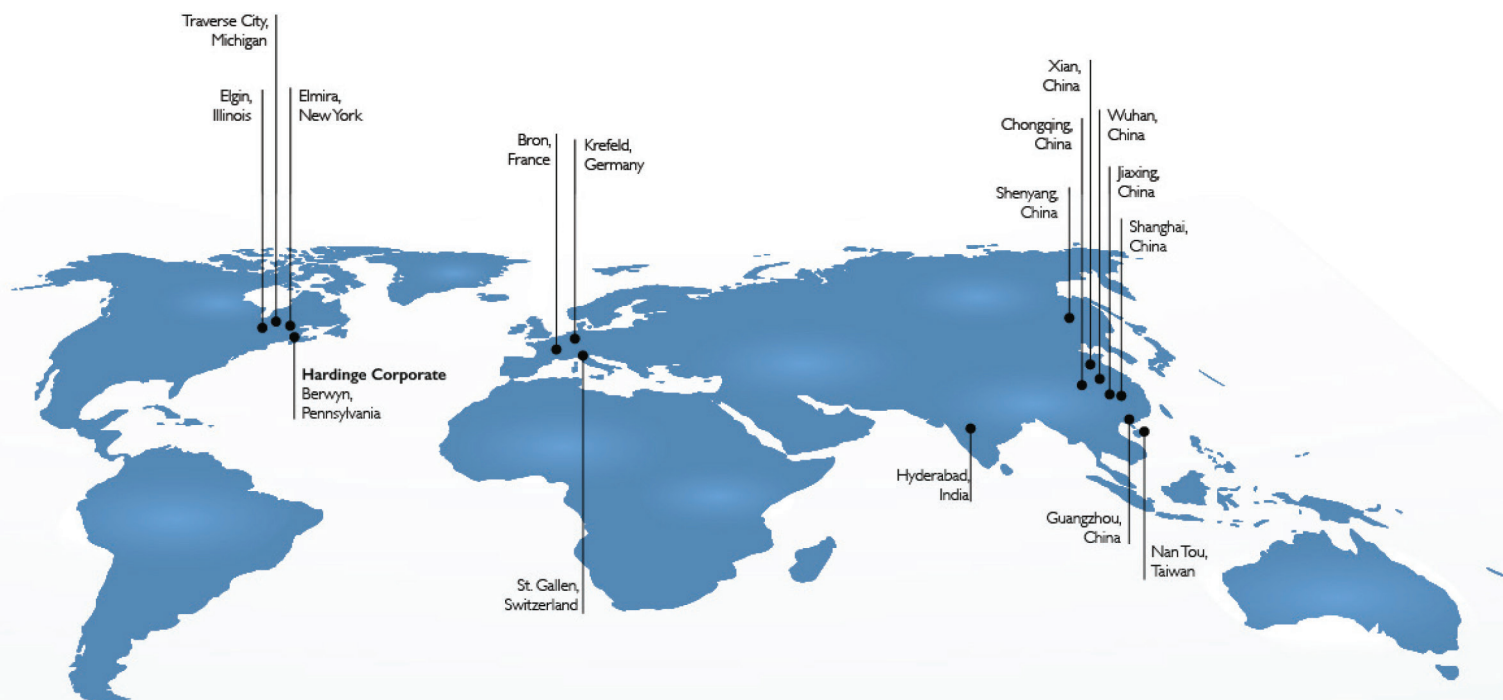 Traverse City,
Michigan
Elgin,
Illinois
Elmira,
New York
Hardinge Corporate
Berwyn,
Pennsylvania
Bron,
France
Krefeld,
Germany
St. Gallen,
Switzerland
Xian,
China
Chongqing,
China
Wuhan,
China
Shenyang,
China
Jiaxing,
China
Shanghai,
China
Hyderabad,
India
Guangzhou,
China
Nan Tou,
Taiwan